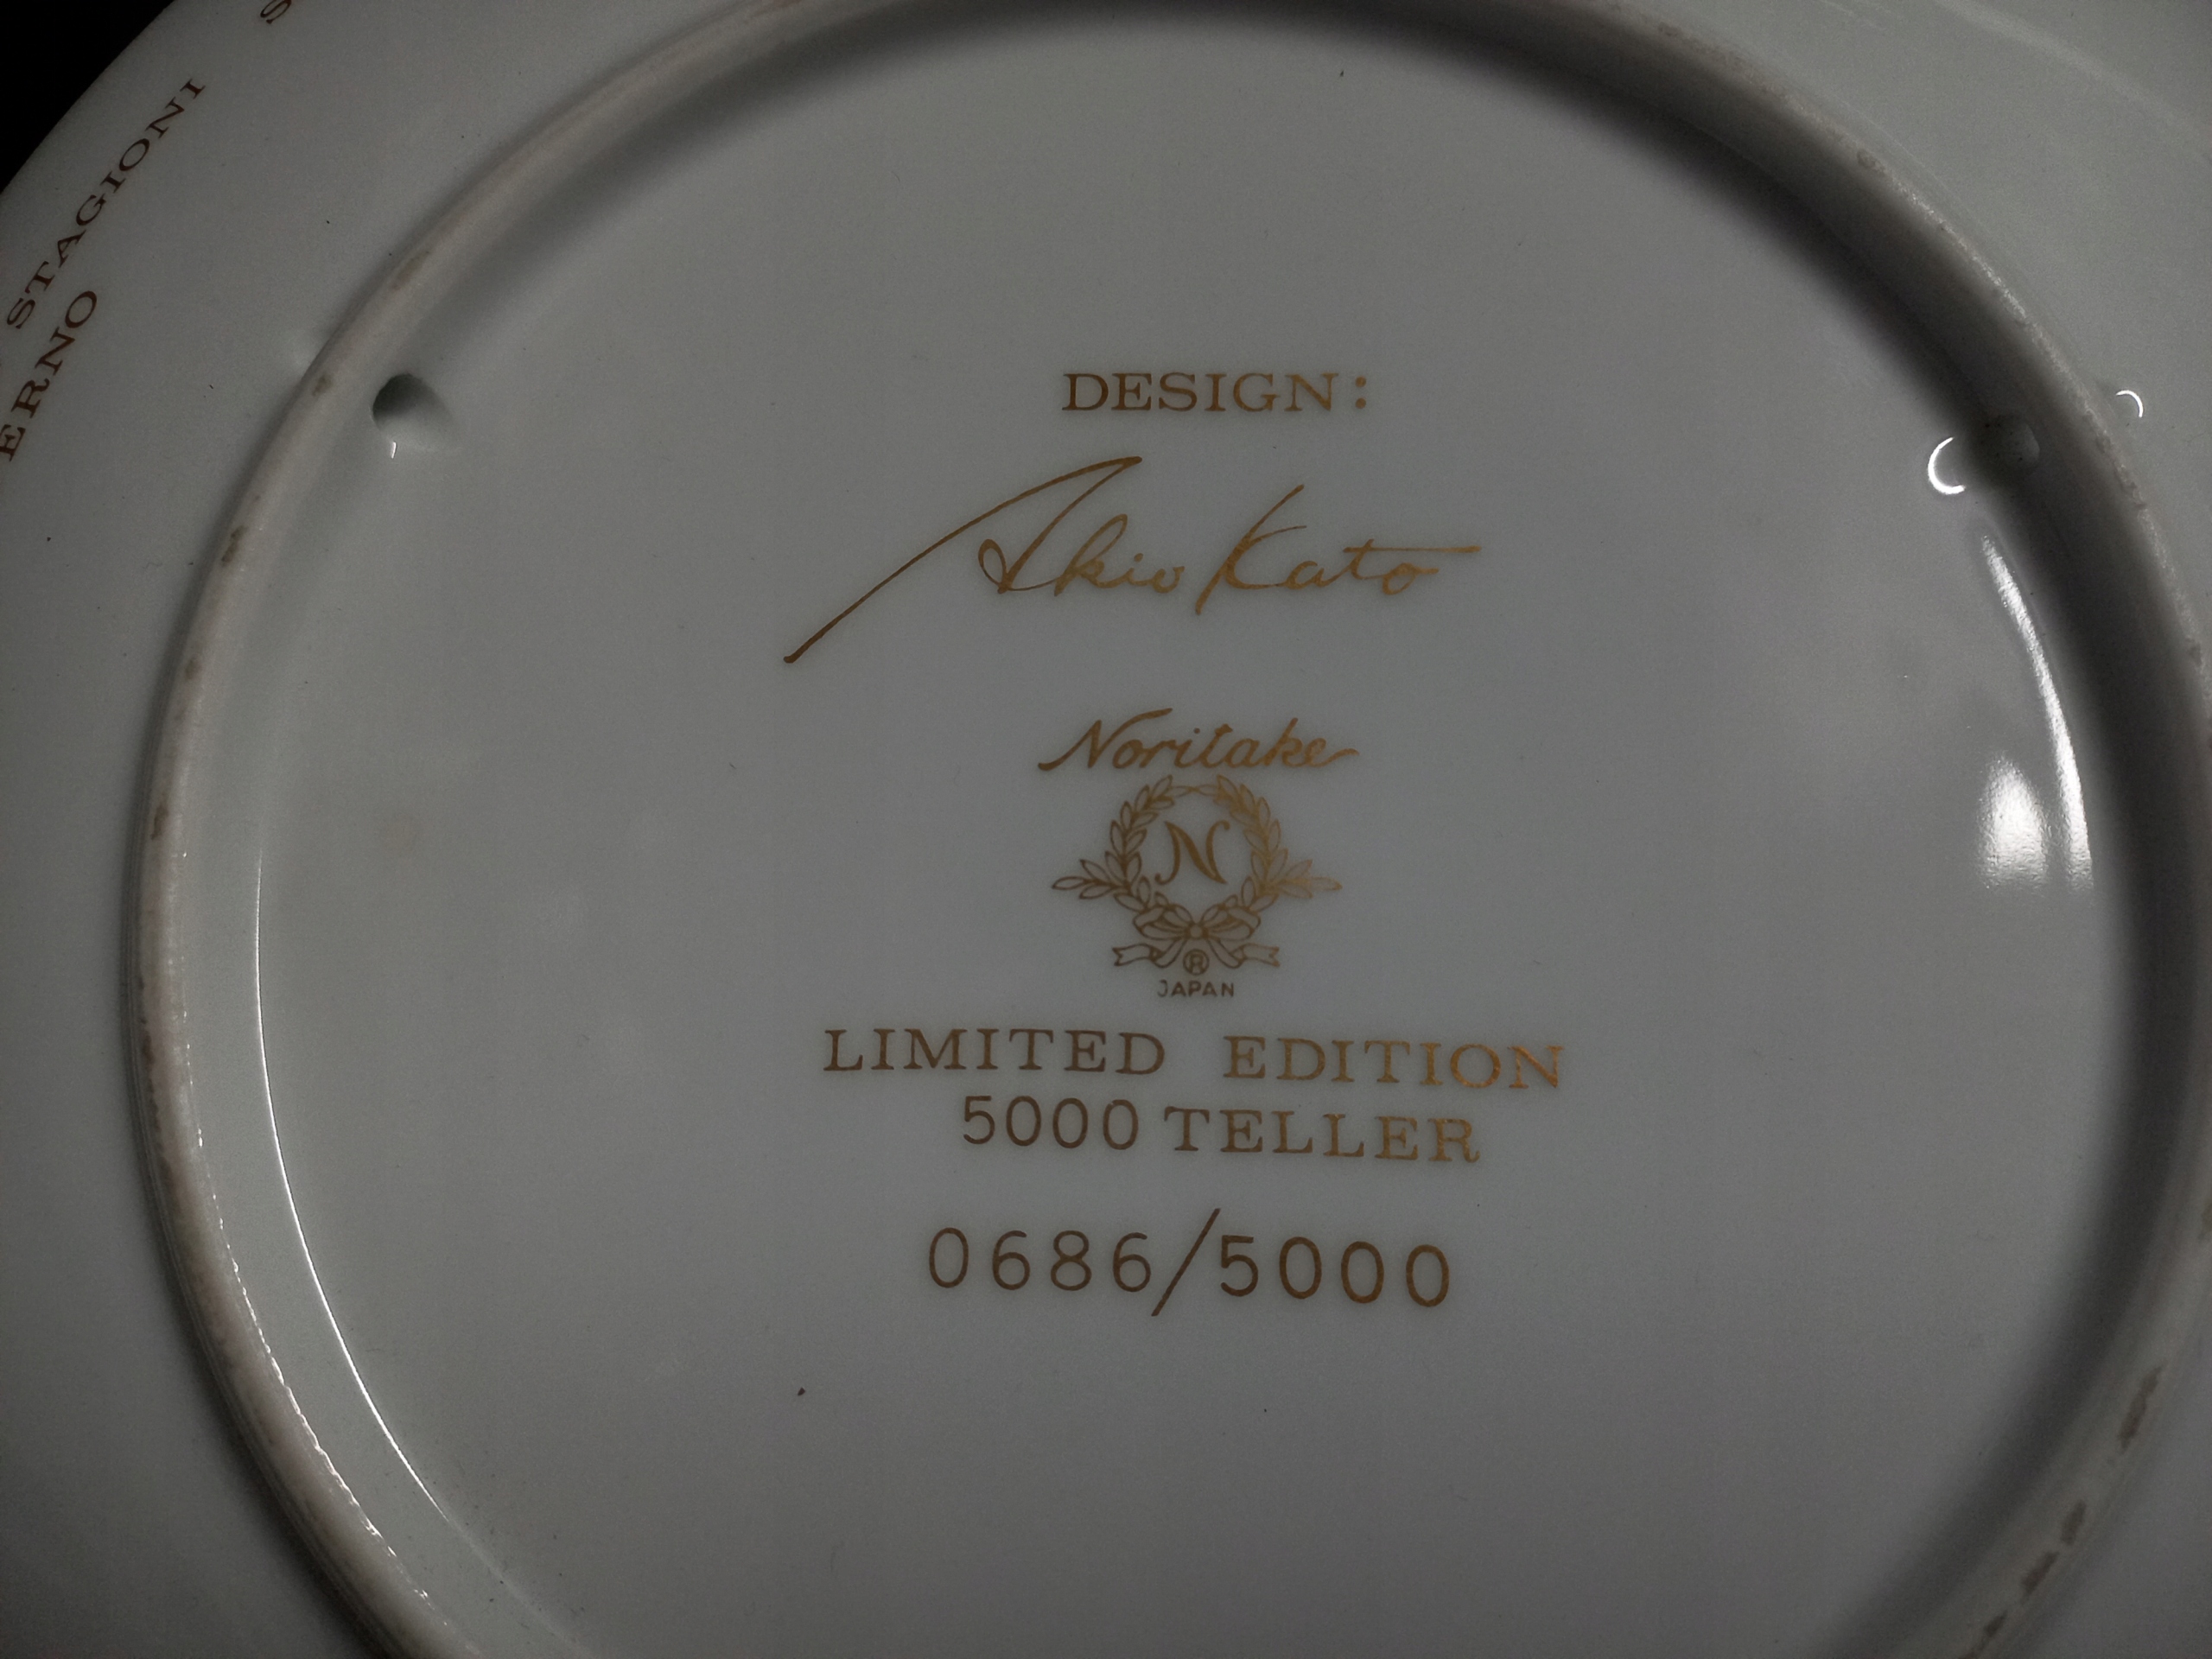 STAGIONI
ERNO
DESIGN:
Akio Kato
Noritake
N
®
JAPAN
LIMITED EDITION
5000 TELLER
0686/5000